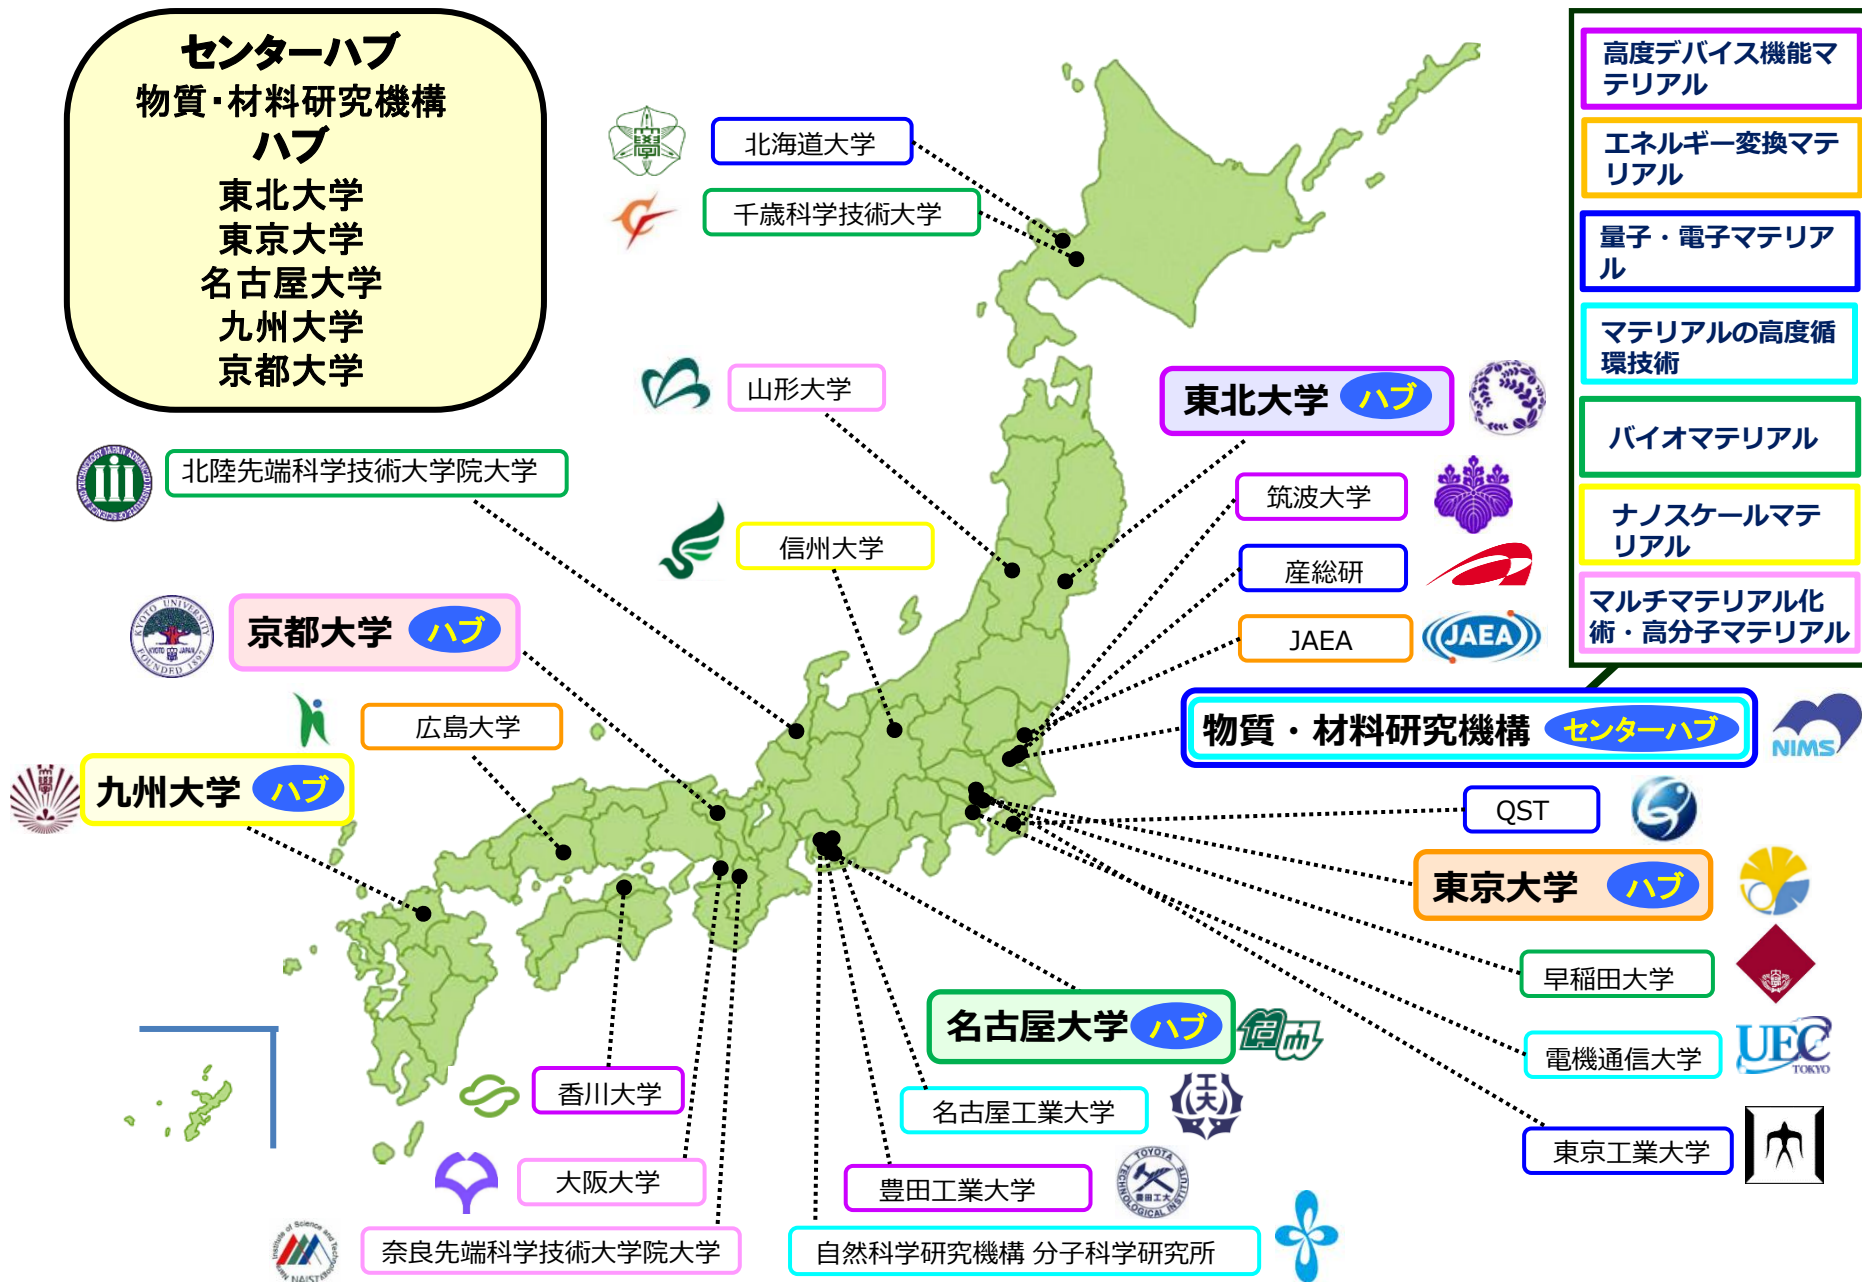 センターハブ
物質・材料研究機構
ハブ
東北大学
東京大学
名古屋大学
九州大学
京都大学
高度デバイス機能マ
テリアル
エネルギー変換マテ
リアル
量子・電子マテリア
ル
マテリアルの高度循
環技術
バイオマテリアル
ナノスケールマテ
リアル
マルチマテリアル化
術・高分子マテリアル
北海道大学
千歳科学技術大学
山形大学
東北大学 ハブ
北陸先端科学技術大学院大学
筑波大学
信州大学
産総研
京都大学 ハブ
KYOTO UNIVERSITY
FOUNDED 1897
JAEA
JAEA
広島大学
物質・材料研究機構 センターハブ
NIMS
九州大学 ハブ
QST
東京大学 ハブ
早稲田大学
名古屋大学 ハブ
電機通信大学
UEC
TOKYO
香川大学
名古屋工業大学
工大
東京工業大学
大阪大学
豊田工業大学
TOYOTA
TECHNOLOGICAL INSTITUTE
豊田工大
奈良先端科学技術大学院大学
自然科学研究機構 分子科学研究所